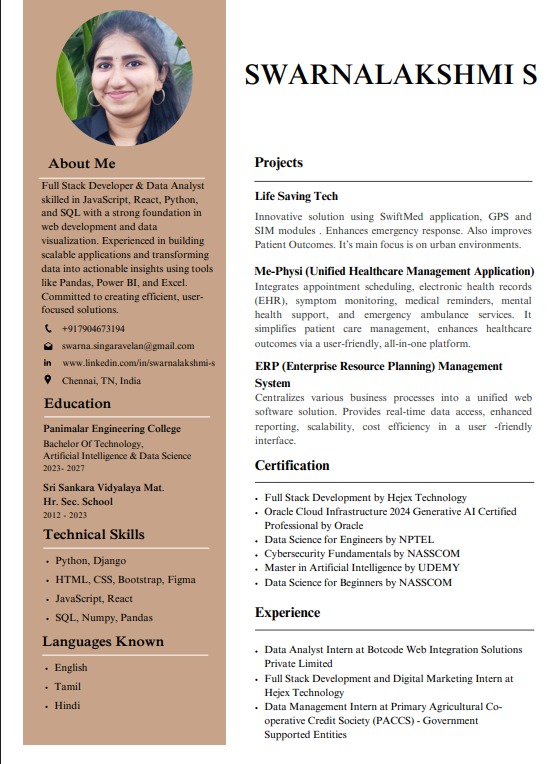 SWARNALAKSHMI S
About Me
Full Stack Developer & Data Analyst
skilled in JavaScript, React, Python,
and SQL with a strong foundation in
web development and data
visualization. Experienced in building
scalable applications and transforming
data into actionable insights using tools
like Pandas, Power BI, and Excel.
Committed to creating efficient, user-
focused solutions.
+917904673194
swarna.singaravelan@gmail.com
www.linkedin.com/in/swarnalakshmi-s
Chennai, TN, India
Education
Panimalar Engineering College
Bachelor Of Technology,
Artificial Intelligence & Data Science
2023- 2027
Sri Sankara Vidyalaya Mat.
Hr. Sec. School
2012 - 2023
Technical Skills
• Python, Django
• HTML, CSS, Bootstrap, Figma
• JavaScript, React
• SQL, Numpy, Pandas
Languages Known
• English
• Tamil
• Hindi
Projects
Life Saving Tech
Innovative solution using SwiftMed application, GPS and
SIM modules . Enhances emergency response. Also improves
Patient Outcomes. It's main focus is on urban environments.
Me-Physi (Unified Healthcare Management Application)
Integrates appointment scheduling, electronic health records
(EHR), symptom monitoring, medical reminders, mental
health support, and emergency ambulance services. It
simplifies patient care management, enhances healthcare
outcomes via a user-friendly, all-in-one platform.
ERP (Enterprise Resource Planning) Management
System
Centralizes various business processes into a unified web
software solution. Provides real-time data access, enhanced
reporting, scalability, cost efficiency in a user -friendly
interface.
Certification
• Full Stack Development by Hejex Technology
• Oracle Cloud Infrastructure 2024 Generative AI Certified
Professional by Oracle
• Data Science for Engineers by NPTEL
• Cybersecurity Fundamentals by NASSCOM
• Master in Artificial Intelligence by UDEMY
• Data Science for Beginners by NASSCOM
Experience
• Data Analyst Intern at Botcode Web Integration Solutions
Private Limited
• Full Stack Development and Digital Marketing Intern at
Hejex Technology
• Data Management Intern at Primary Agricultural Co-
operative Credit Society (PACCS) - Government
Supported Entities